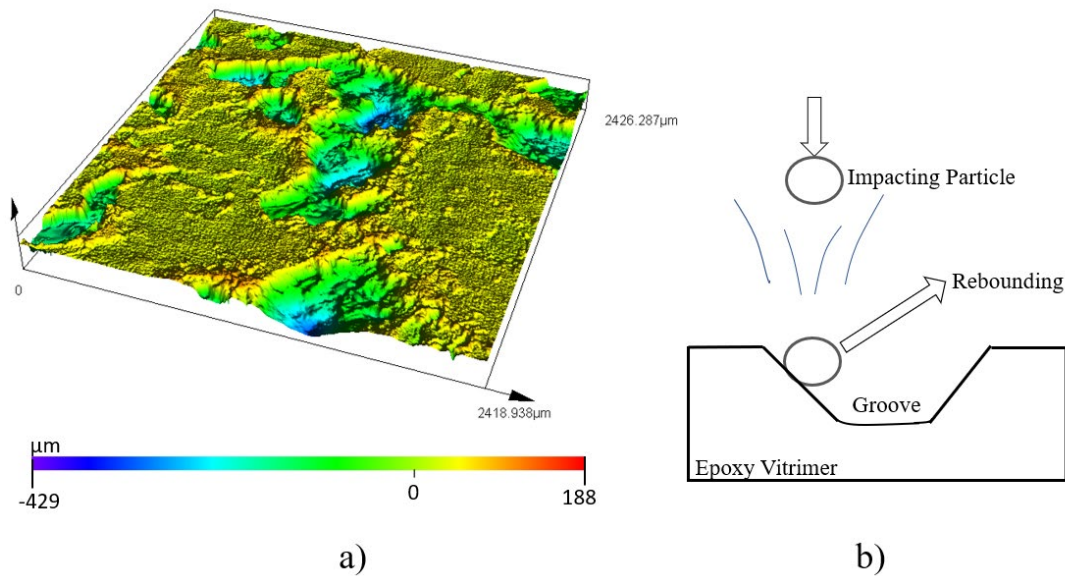 2426.287µm
0
2418.938µm
µm
-429
0
188
a)
Impacting Particle
Rebounding
Groove
Epoxy Vitrimer
b)